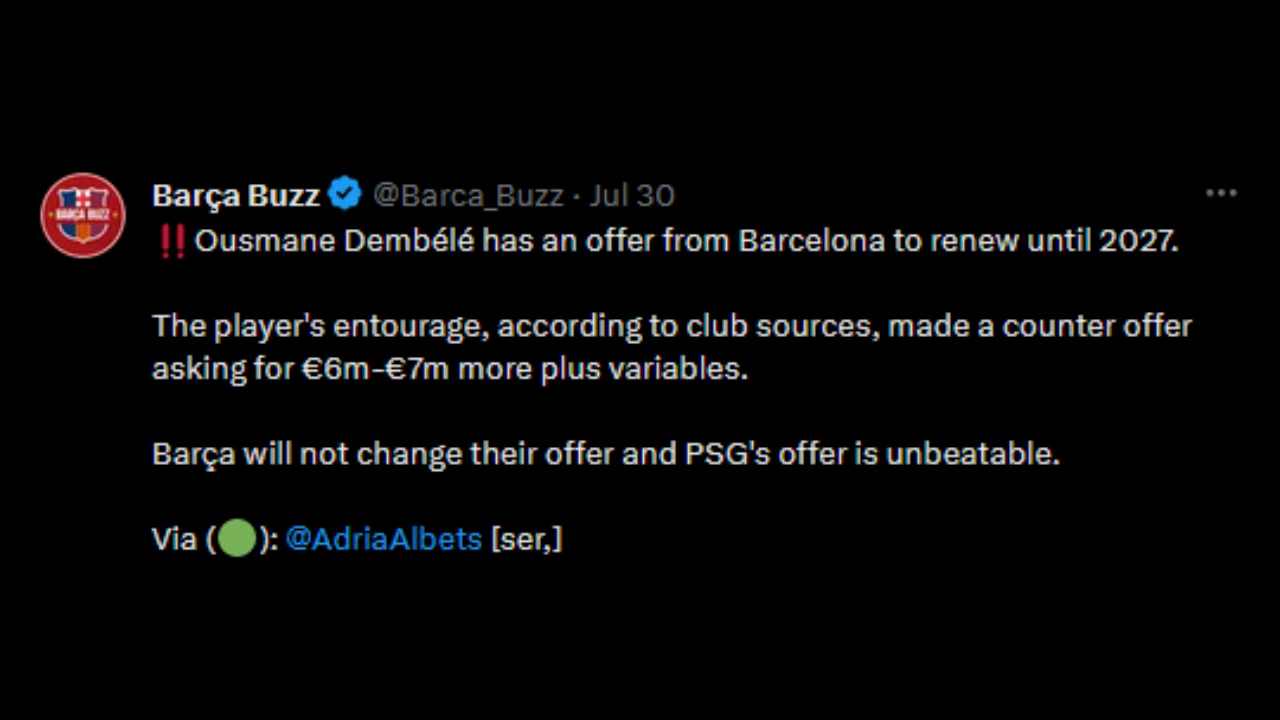 Barça Buzz @Barca_Buzz · Jul 30
‼️Ousmane Dembélé has an offer from Barcelona to renew until 2027.
The player's entourage, according to club sources, made a counter offer
asking for €6m-€7m more plus variables.
Barça will not change their offer and PSG's offer is unbeatable.
Via (🟢): @AdriaAlbets [ser,]
BARÇA BUZZ